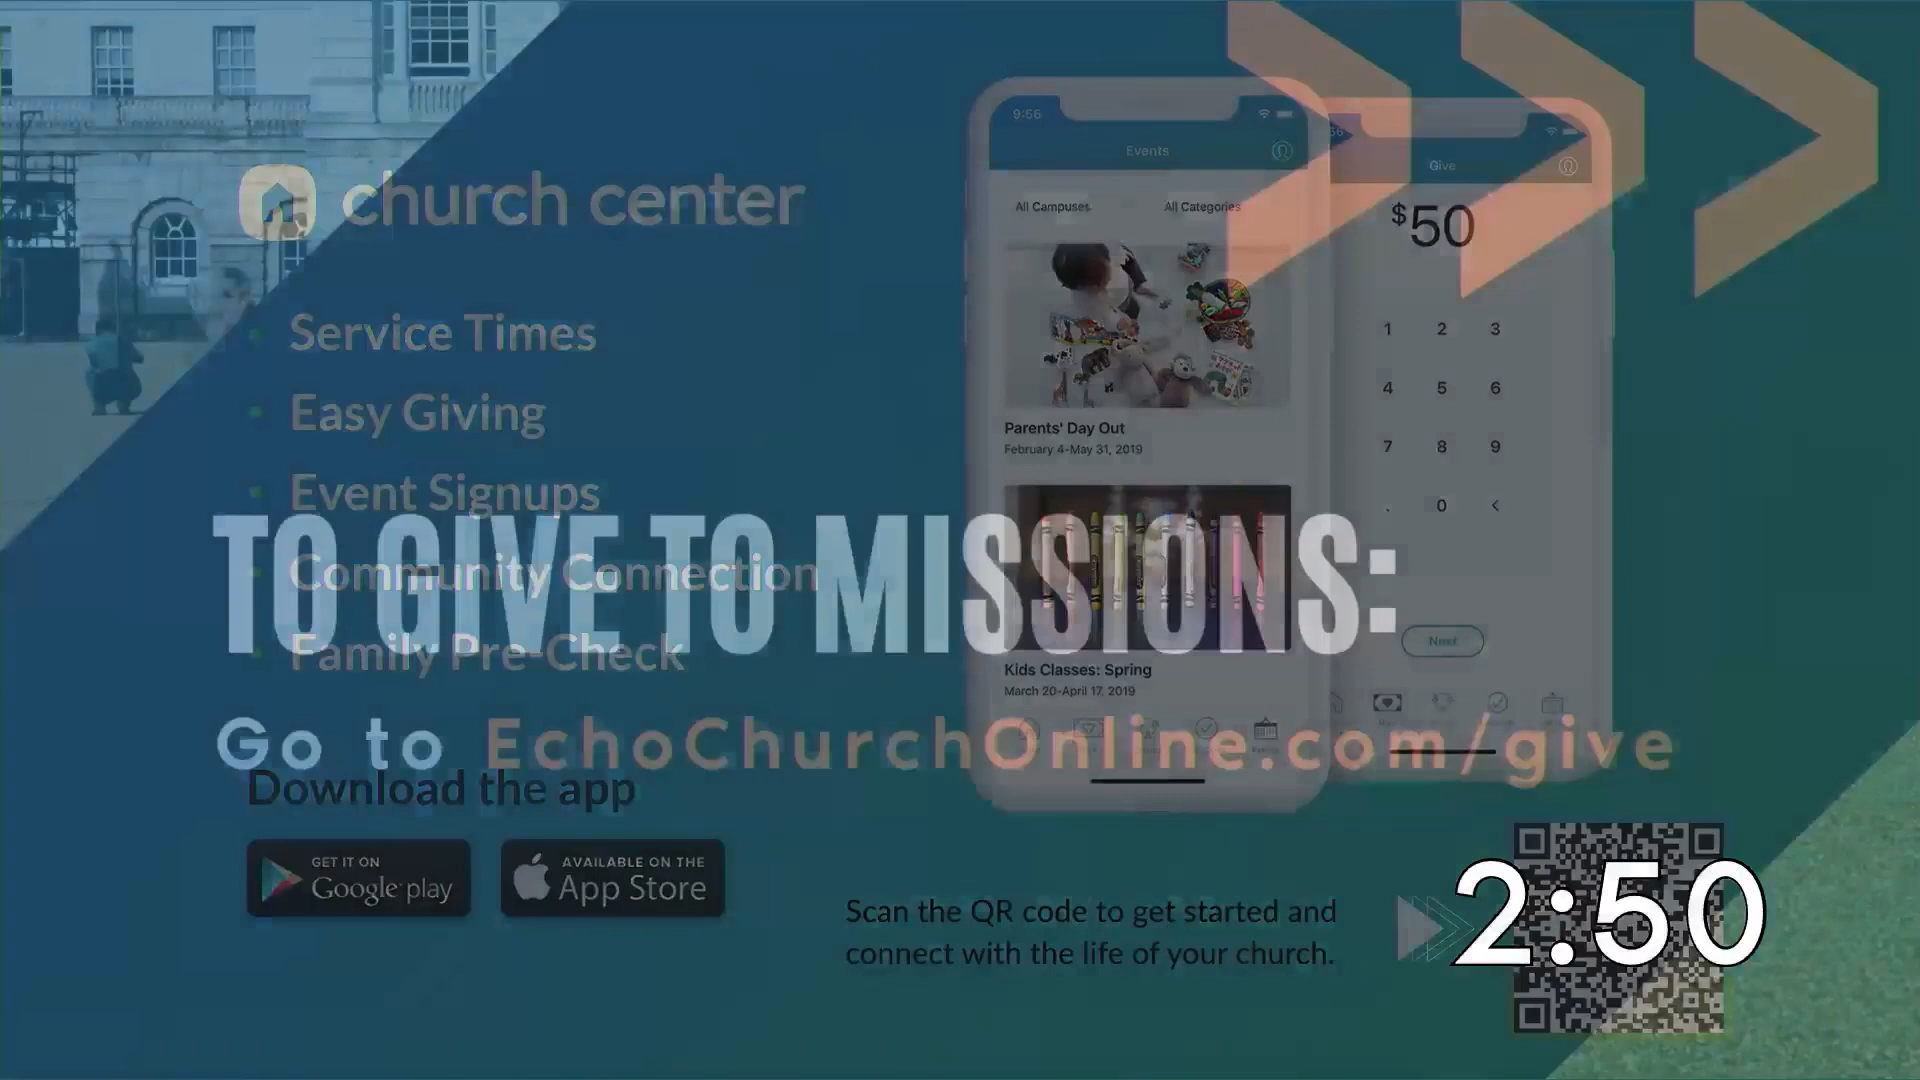 church center
Service Times
Easy Giving
Event Signups
Community Connection
Family Pre-Check
TO GIVE TO MISSIONS:
Go to EchoChurchOnline.com/give
Download the app
GET IT ON
Google play
AVAILABLE ON THE
App Store
9:56
Events
All Campuses
All Categories
Parents' Day Out
February 4-May 31, 2019
Kids Classes: Spring
March 20-April 17, 2019
Give
$50
1 2 3
4 5 6
7 8 9
. 0 <
Next
Scan the QR code to get started and
connect with the life of your church.
2:50